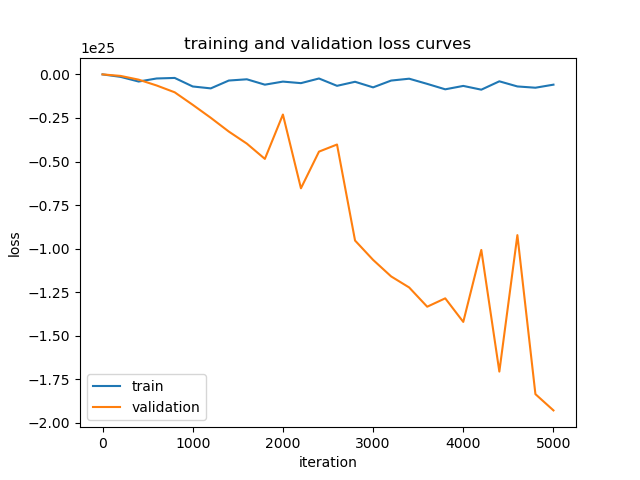 training and validation loss curves
1e25
0.00
−0.25
−0.50
−0.75
−1.00
−1.25
−1.50
−1.75
−2.00
loss
train
validation
0 1000 2000 3000 4000 5000
iteration